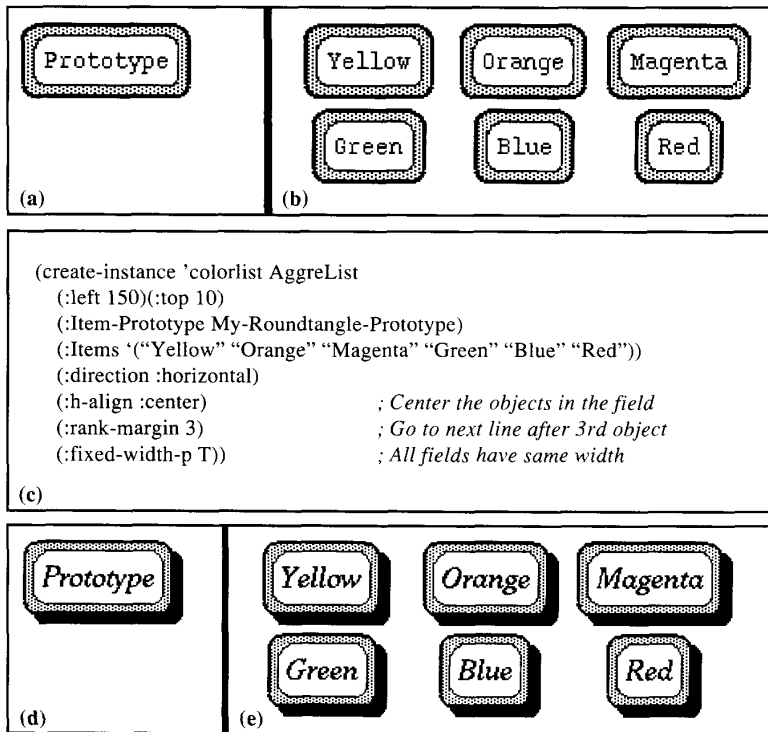 Prototype
Yellow Orange Magenta
Green Blue Red
(a) (b)
(create-instance 'colorlist AggreList
(:left 150)(:top 10)
(:Item-Prototype My-Roundtangle-Prototype)
(:Items ‘(“Yellow” “Orange” “Magenta” “Green” “Blue” “Red”))
(:direction :horizontal)
(:h-align :center) ; Center the objects in the field
(:rank-margin 3) ; Go to next line after 3rd object
(:fixed-width-p T)) ; All fields have same width
(c)
Prototype
Yellow Orange Magenta
Green Blue Red
(d) (e)